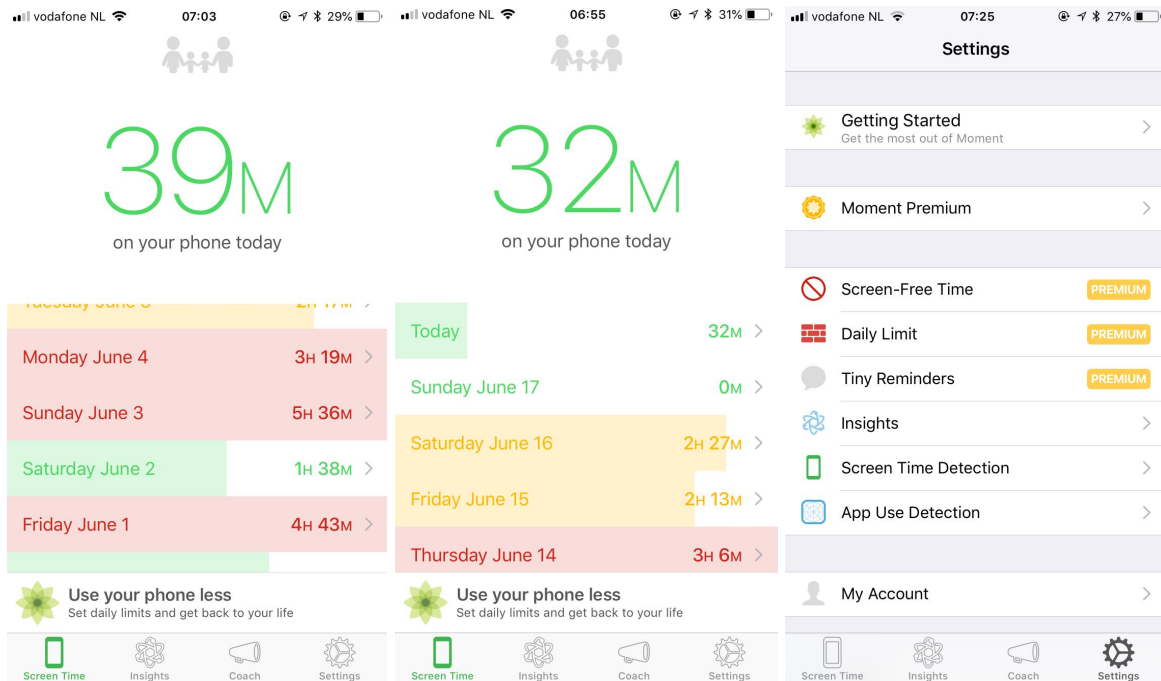 vodafone NL 07:03 29%
39M
on your phone today
Monday June 4 3H 19M
Sunday June 3 5H 36M
Saturday June 2 1H 38M
Friday June 1 4H 43M
Use your phone less
Set daily limits and get back to your life
Screen Time Insights Coach Settings
vodafone NL 06:55 31%
32M
on your phone today
Today 32M
Sunday June 17 0M
Saturday June 16 2H 27M
Friday June 15 2H 13M
Thursday June 14 3H 6M
Use your phone less
Set daily limits and get back to your life
Screen Time Insights Coach Settings
vodafone NL 07:25 27%
Settings
Getting Started
Get the most out of Moment
Moment Premium
Screen-Free Time PREMIUM
Daily Limit PREMIUM
Tiny Reminders PREMIUM
Insights
Screen Time Detection
App Use Detection
My Account
Screen Time Insights Coach Settings